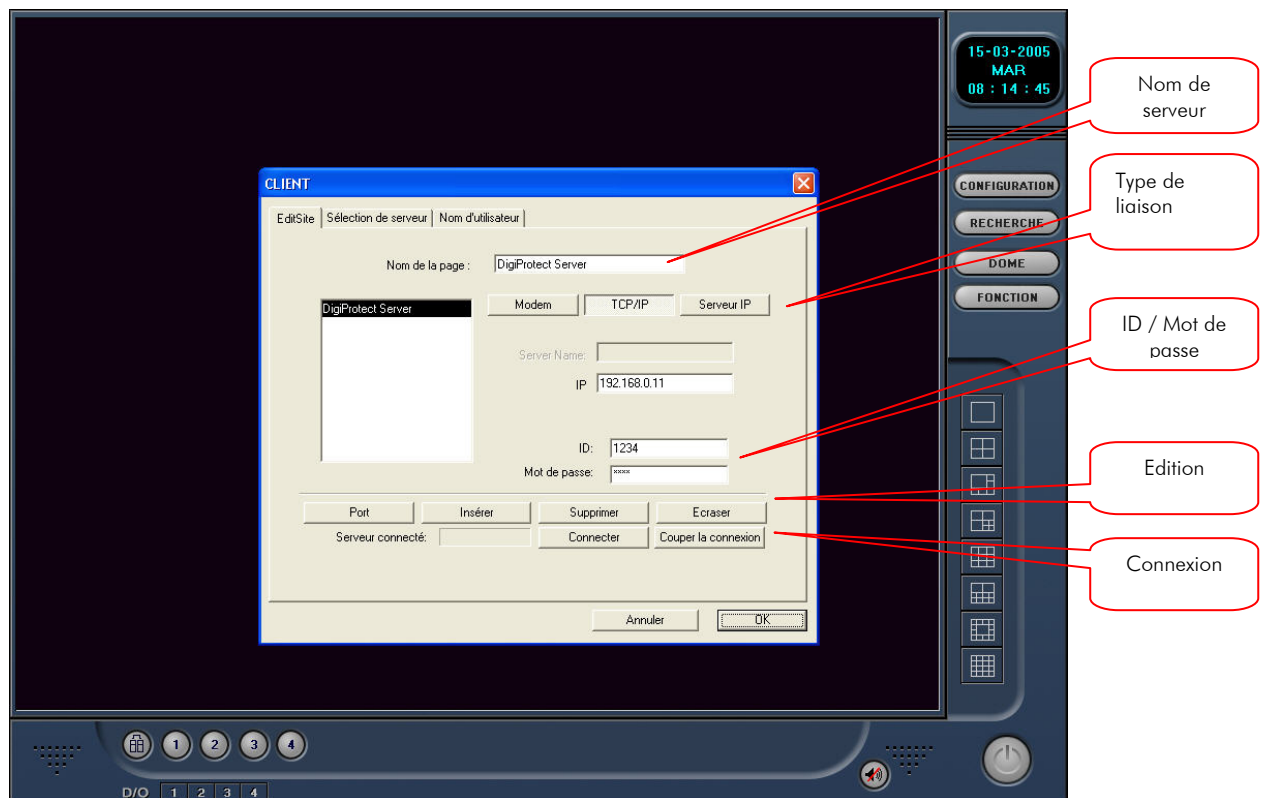 15-03-2005
MAR
08 : 14 : 45
Nom de
serveur
CLIENT
EditSite
Sélection de serveur
Nom d'utilisateur
CONFIGURATION
Type de
liaison
RECHERCHE
Nom de la page :
DigiProtect Server
DOME
DigiProtect Server
Modem
TCP/IP
Serveur IP
FONCTION
ID / Mot de
passe
Server Name:
IP
192.168.0.11
ID:
1234
Mot de passe:
××××
Edition
Port
Insérer
Supprimer
Ecraser
Serveur connecté:
Connecter
Couper la connexion
Connexion
Annuler
OK
1
2
3
4
D/O
1
2
3
4